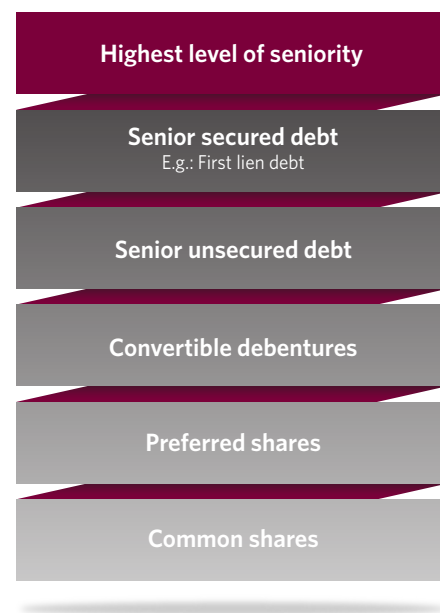 Highest level of seniority
Senior secured debt
E.g.: First lien debt
Senior unsecured debt
Convertible debentures
Preferred shares
Common shares